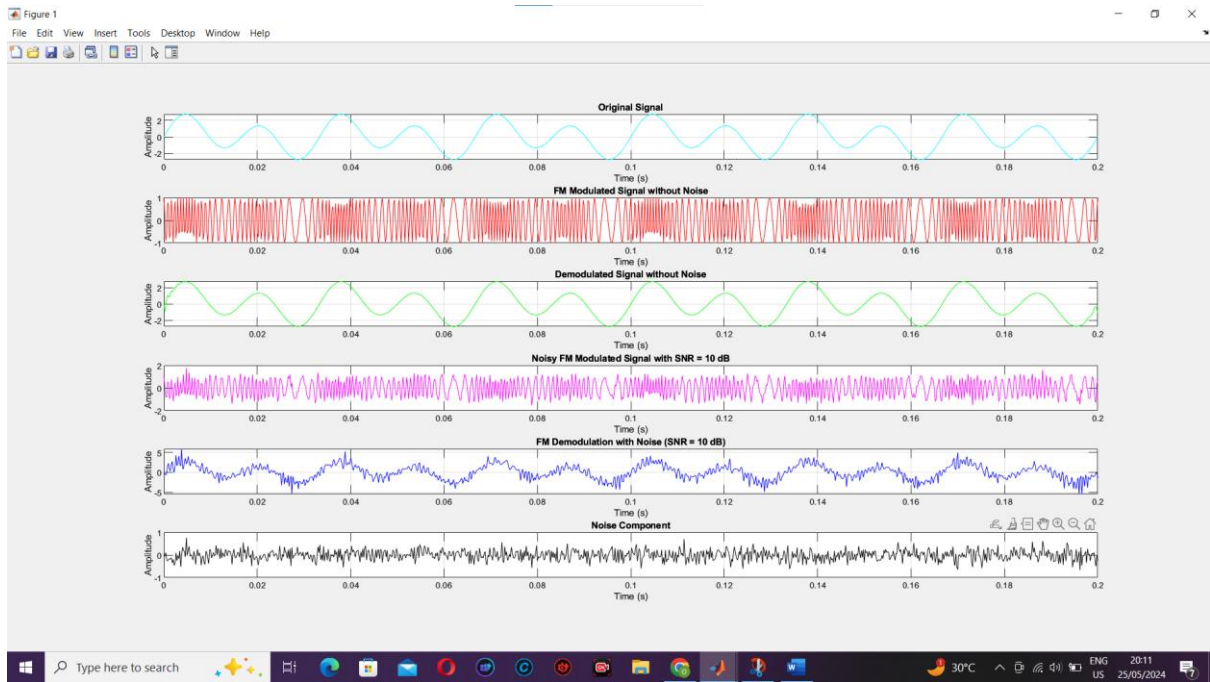 Figure 1
File Edit View Insert Tools Desktop Window Help
Original Signal
Amplitude
2
0
-2
0 0.02 0.04 0.06 0.08 0.1 0.12 0.14 0.16 0.18 0.2
Time (s)
FM Modulated Signal without Noise
Amplitude
1
0
-1
0 0.02 0.04 0.06 0.08 0.1 0.12 0.14 0.16 0.18 0.2
Time (s)
Demodulated Signal without Noise
Amplitude
2
0
-2
0 0.02 0.04 0.06 0.08 0.1 0.12 0.14 0.16 0.18 0.2
Time (s)
Noisy FM Modulated Signal with SNR = 10 dB
Amplitude
2
0
-2
0 0.02 0.04 0.06 0.08 0.1 0.12 0.14 0.16 0.18 0.2
Time (s)
FM Demodulation with Noise (SNR = 10 dB)
Amplitude
5
0
-5
0 0.02 0.04 0.06 0.08 0.1 0.12 0.14 0.16 0.18 0.2
Time (s)
Noise Component
Amplitude
1
0
-1
0 0.02 0.04 0.06 0.08 0.1 0.12 0.14 0.16 0.18 0.2
Time (s)
Type here to search
30°C
ENG
US
20:11
25/05/2024